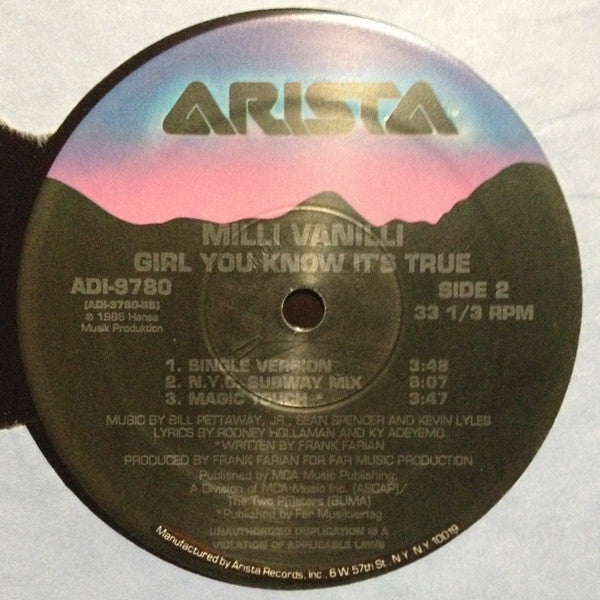 ARISTA
MILLI VANILLI
GIRL YOU KNOW IT'S TRUE
ADI-9780 SIDE 2
(ADI-9780-SB) 33 1/3 RPM
℗ 1988 Hansa
Musik Produktion
1. SINGLE VERSION 3:48
2. N.Y.C. SUBWAY MIX 8:07
3. MAGIC TOUCH * 3:47
MUSIC BY BILL PETTAWAY, JR., SEAN SPENCER AND KEVIN LYLES
LYRICS BY RODNEY HOLLAMAN AND KY ADEYEMO
*WRITTEN BY FRANK FARIAN
PRODUCED BY FRANK FARIAN FOR FAR MUSIC PRODUCTION
Published by MCA Music Publishing,
A Division of MCA Music Inc. (ASCAP)/
The Two Busters (GUMA)
*Published by Far Musikverlag
UNAUTHORIZED DUPLICATION IS A
VIOLATION OF APPLICABLE LAWS
Manufactured by Arista Records, Inc., 6 W 57th St., N.Y. N.Y 10019